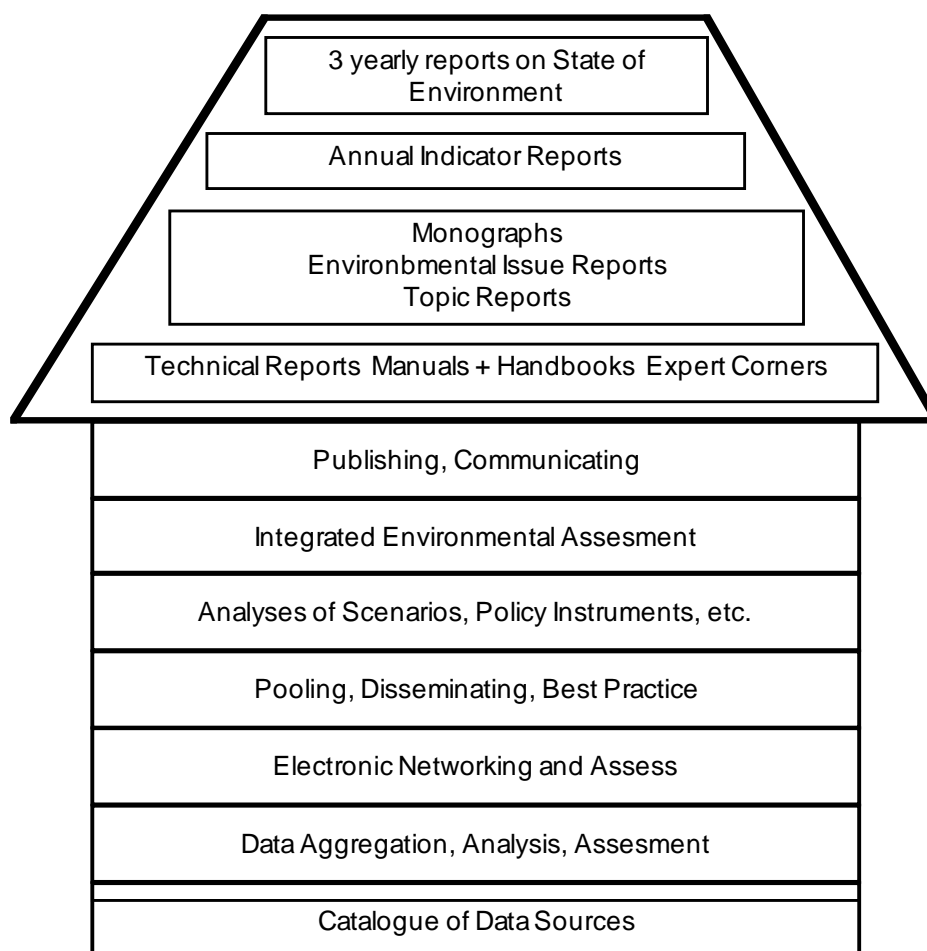 3 yearly reports on State of
Environment
Annual Indicator Reports
Monographs
Environbmental Issue Reports
Topic Reports
Technical Reports Manuals + Handbooks Expert Corners
Publishing, Communicating
Integrated Environmental Assesment
Analyses of Scenarios, Policy Instruments, etc.
Pooling, Disseminating, Best Practice
Electronic Networking and Assess
Data Aggregation, Analysis, Assesment
Catalogue of Data Sources